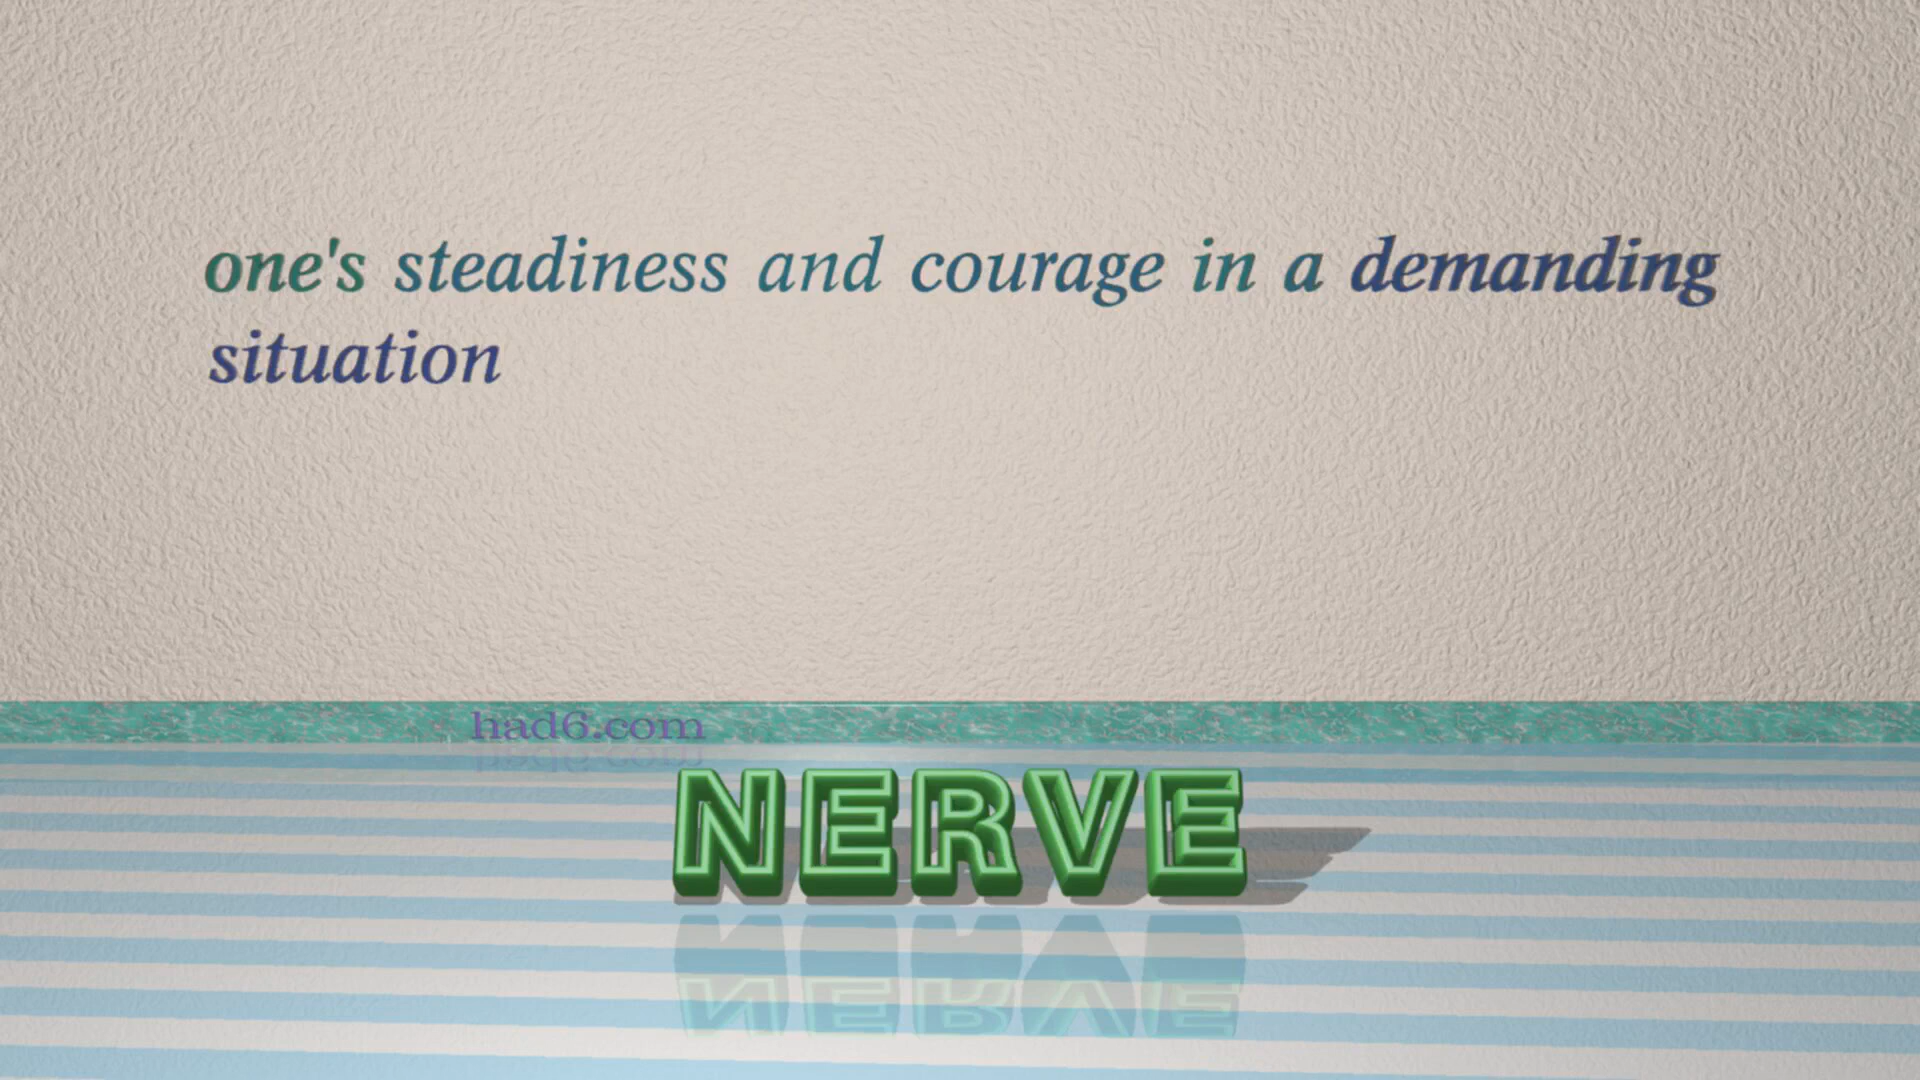 one's steadiness and courage in a demanding
situation
had6.com
NERVE